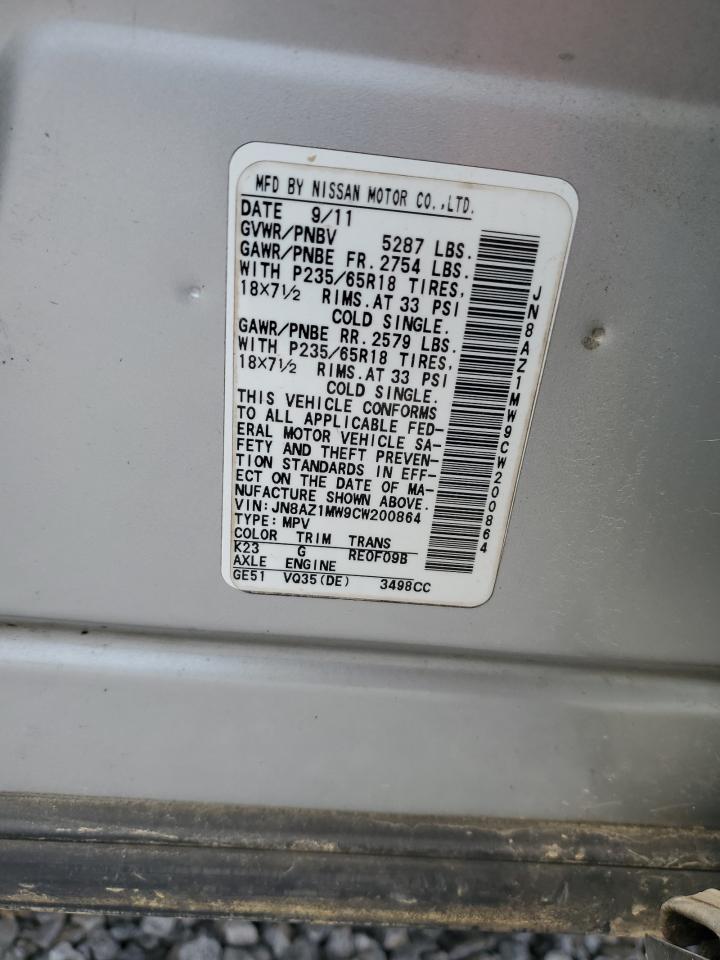 MFD BY NISSAN MOTOR CO.,LTD.
DATE 9/11
GVWR/PNBV 5287 LBS.
GAWR/PNBE FR. 2754 LBS.
WITH P235/65R18 TIRES,
18×7½ RIMS.AT 33 PSI
COLD SINGLE.
GAWR/PNBE RR. 2579 LBS.
WITH P235/65R18 TIRES,
18×7½ RIMS.AT 33 PSI
COLD SINGLE.
THIS VEHICLE CONFORMS
TO ALL APPLICABLE FED-
ERAL MOTOR VEHICLE SA-
FETY AND THEFT PREVEN-
TION STANDARDS IN EFF-
ECT ON THE DATE OF MA-
NUFACTURE SHOWN ABOVE.
VIN: JN8AZ1MW9CW200864
TYPE: MPV
COLOR TRIM TRANS
K23 G RE0F09B
AXLE ENGINE
GE51 VQ35(DE) 3498CC
JN8AZ1MW9CW200864